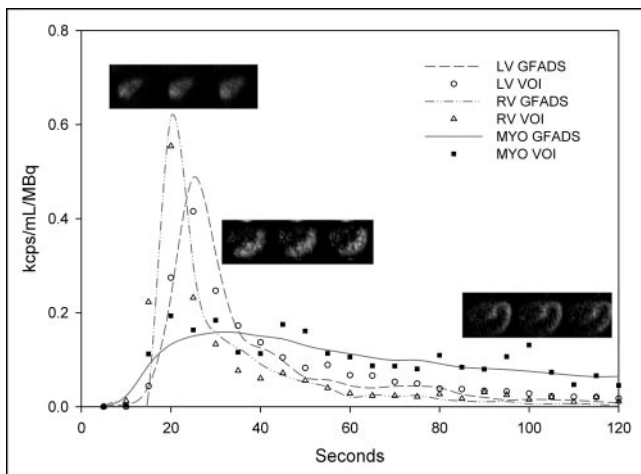 0.8
LV GFADS
LV VOI
RV GFADS
RV VOI
MYO GFADS
MYO VOI
0.6
kcps/mL/MBq
0.4
0.2
0.0
0 20 40 60 80 100 120
Seconds